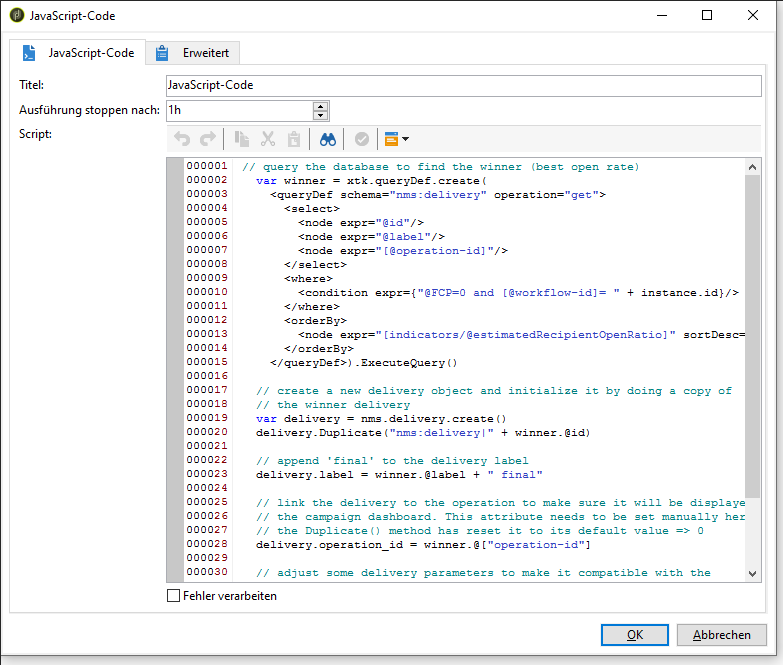 JavaScript-Code
JavaScript-Code
Erweitert
Titel:
JavaScript-Code
Ausführung stoppen nach:
1h
Script:
000001 // query the database to find the winner (best open rate)
000002 var winner = xtk.queryDef.create(
000003 <queryDef schema="nms:delivery" operation="get">
000004 <select>
000005 <node expr="@id"/>
000006 <node expr="@label"/>
000007 <node expr="[@operation-id]"/>
000008 </select>
000009 <where>
000010 <condition expr={"@FCP=0 and [@workflow-id]= " + instance.id}/>
000011 </where>
000012 <orderBy>
000013 <node expr="[indicators/@estimatedRecipientOpenRatio]" sortDesc=
000014 </orderBy>
000015 </queryDef>).ExecuteQuery()
000016
000017 // create a new delivery object and initialize it by doing a copy of
000018 // the winner delivery
000019 var delivery = nms.delivery.create()
000020 delivery.Duplicate("nms:delivery|" + winner.@id)
000021
000022 // append 'final' to the delivery label
000023 delivery.label = winner.@label + " final"
000024
000025 // link the delivery to the operation to make sure it will be displaye
000026 // the campaign dashboard. This attribute needs to be set manually her
000027 // the Duplicate() method has reset it to its default value => 0
000028 delivery.operation_id = winner.@["operation-id"]
000029
000030 // adjust some delivery parameters to make it compatible with the
Fehler verarbeiten
OK
Abbrechen